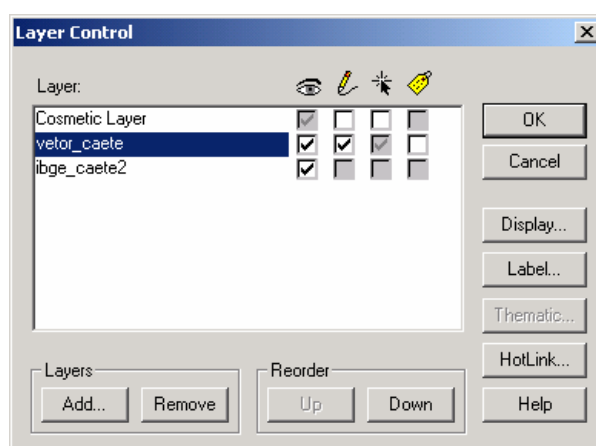 Layer Control
Layer:
Cosmetic Layer
vetor_caete
ibge_caete2
OK
Cancel
Display...
Label...
Thematic...
HotLink...
Help
Layers
Add...
Remove
Reorder
Up
Down